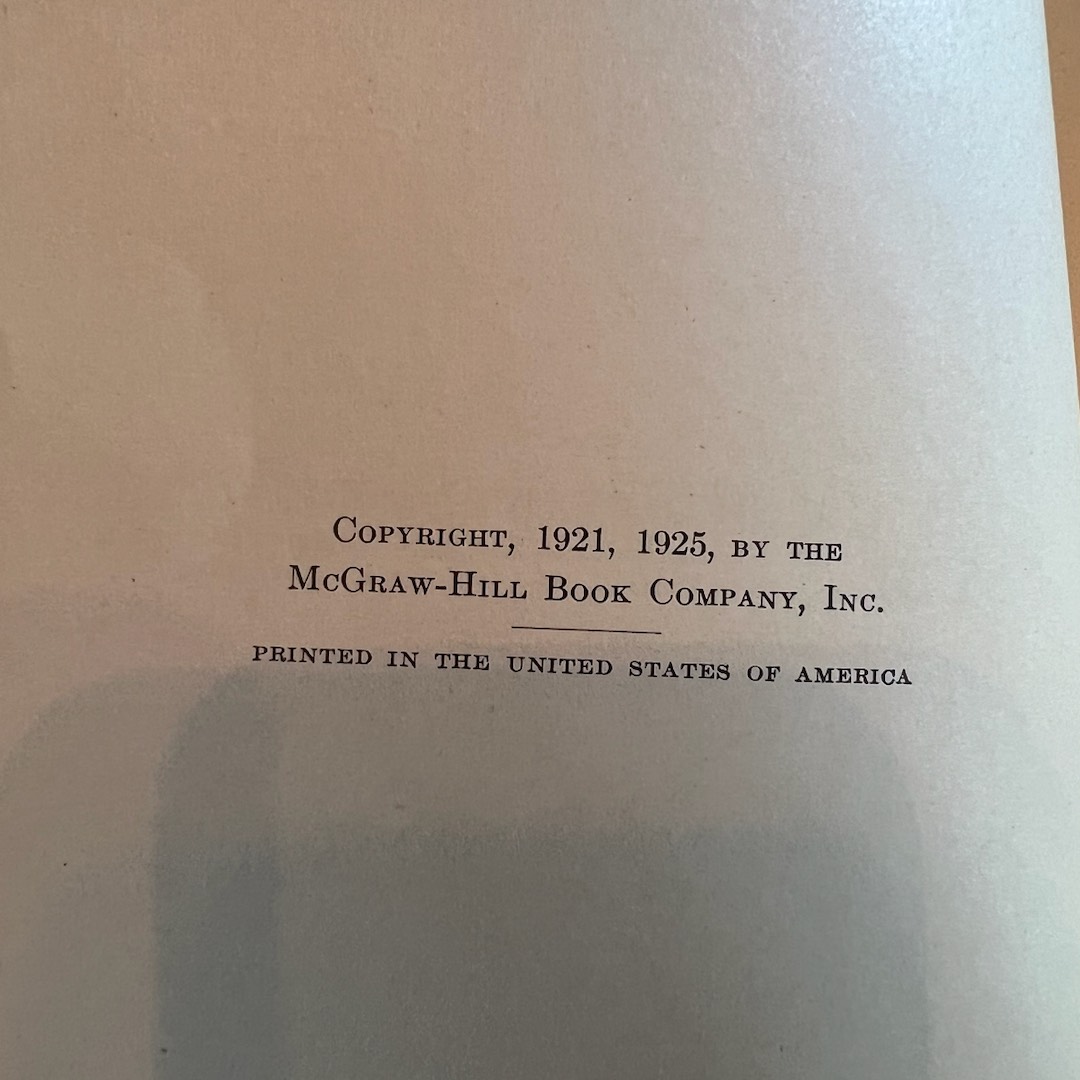 Copyright, 1921, 1925, by the
McGraw-Hill Book Company, Inc.
PRINTED IN THE UNITED STATES OF AMERICA